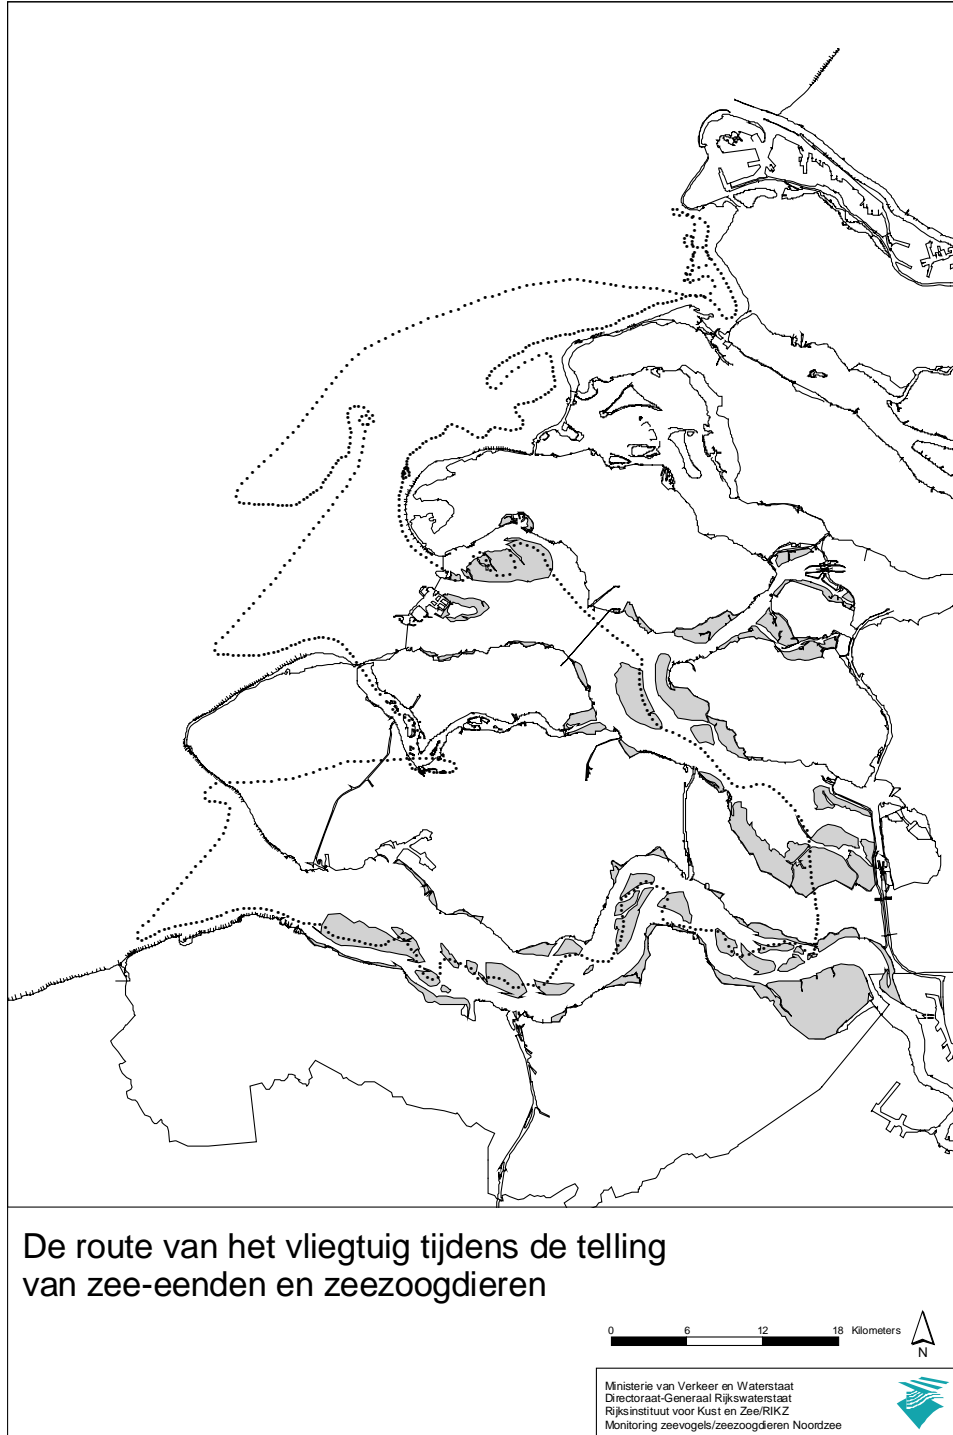 De route van het vliegtuig tijdens de telling
van zee-eenden en zeezoogdieren
0 6 12 18 Kilometers
N
Ministerie van Verkeer en Waterstaat
Directoraat-Generaal Rijkswaterstaat
Rijksinstituut voor Kust en Zee/RIKZ
Monitoring zeevogels/zeezoogdieren Noordzee